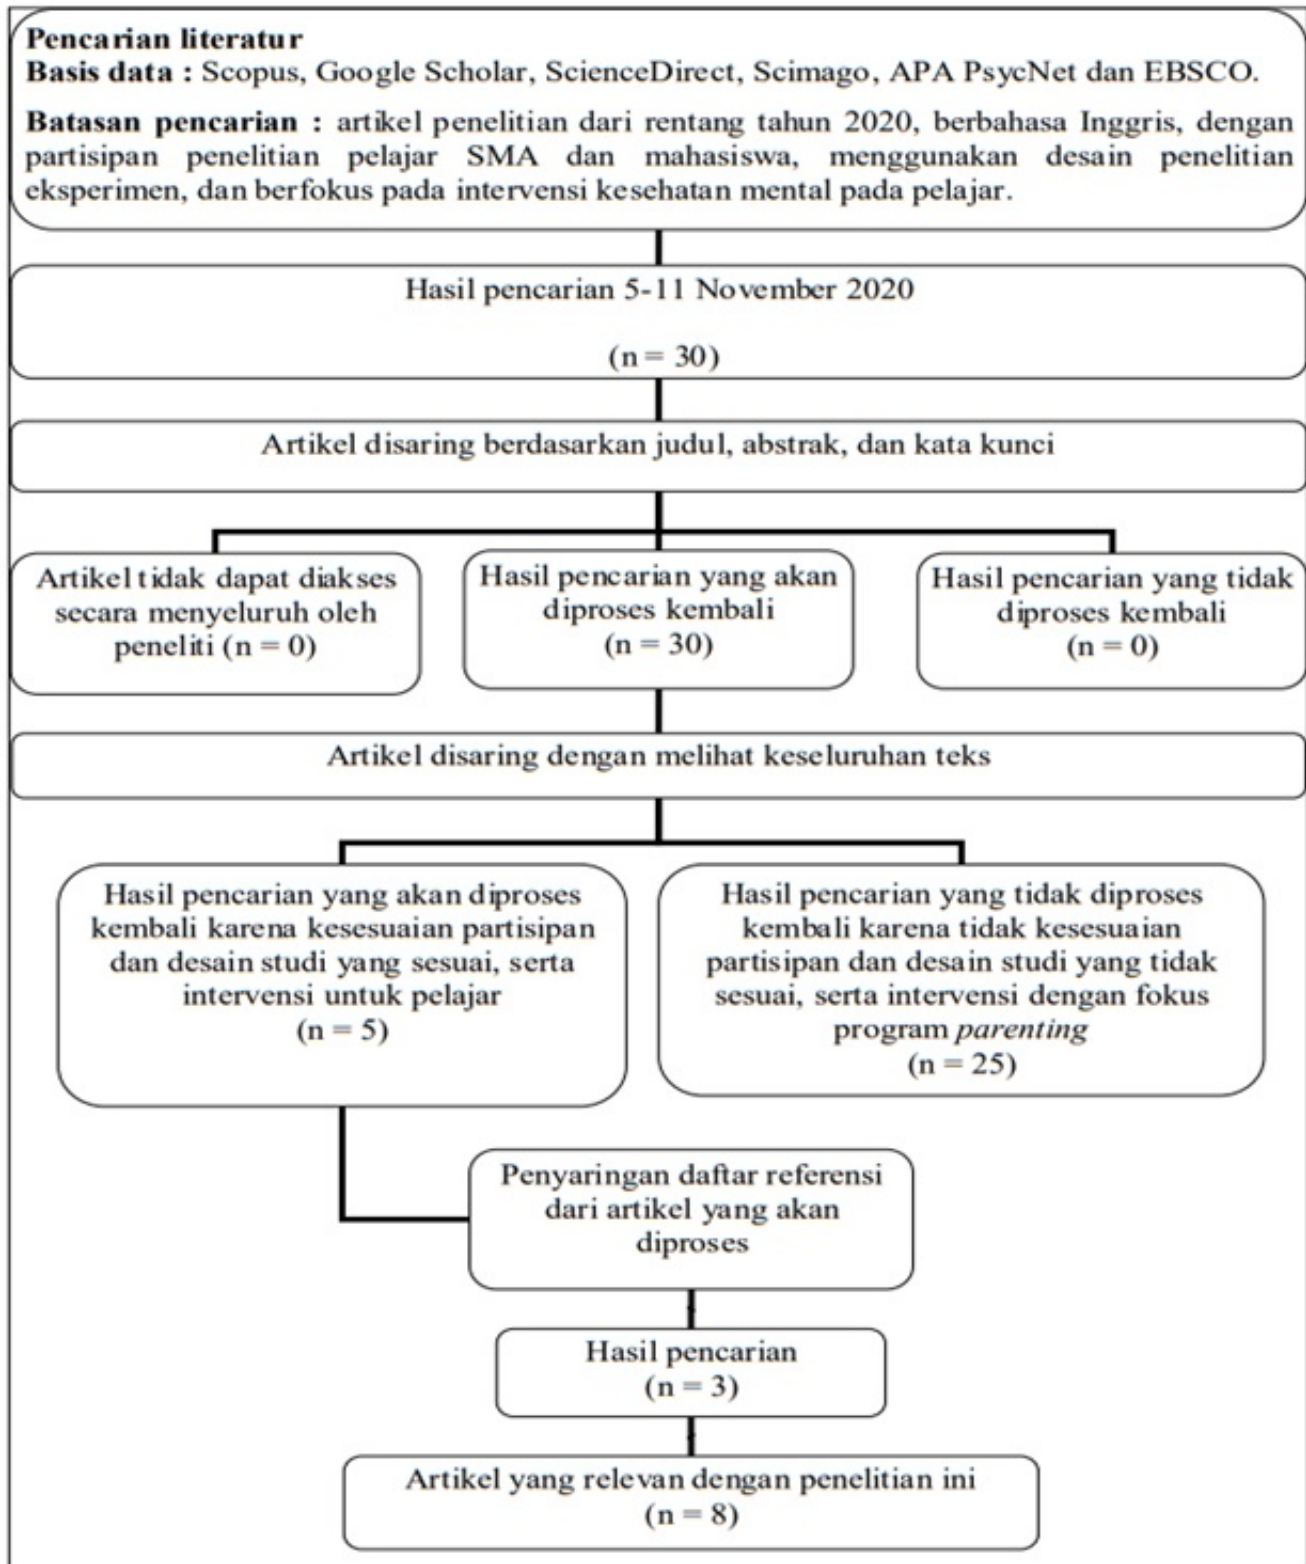 Pencarian literatur
Basis data : Scopus, Google Scholar, ScienceDirect, Scimago, APA PsycNet dan EBSCO.
Batasan pencarian : artikel penelitian dari rentang tahun 2020, berbahasa Inggris, dengan
partisipan penelitian pelajar SMA dan mahasiswa, menggunakan desain penelitian
eksperimen, dan berfokus pada intervensi kesehatan mental pada pelajar.
Hasil pencarian 5-11 November 2020
(n = 30)
Artikel disaring berdasarkan judul, abstrak, dan kata kunci
Artikel tidak dapat diakses
secara menyeluruh oleh
peneliti (n = 0)
Hasil pencarian yang akan
diproses kembali
(n = 30)
Hasil pencarian yang tidak
diproses kembali
(n = 0)
Artikel disaring dengan melihat keseluruhan teks
Hasil pencarian yang akan diproses
kembali karena kesesuaian partisipan
dan desain studi yang sesuai, serta
intervensi untuk pelajar
(n = 5)
Hasil pencarian yang tidak diproses
kembali karena tidak kesesuaian
partisipan dan desain studi yang tidak
sesuai, serta intervensi dengan fokus
program parenting
(n = 25)
Penyaringan daftar referensi
dari artikel yang akan
diproses
Hasil pencarian
(n = 3)
Artikel yang relevan dengan penelitian ini
(n = 8)